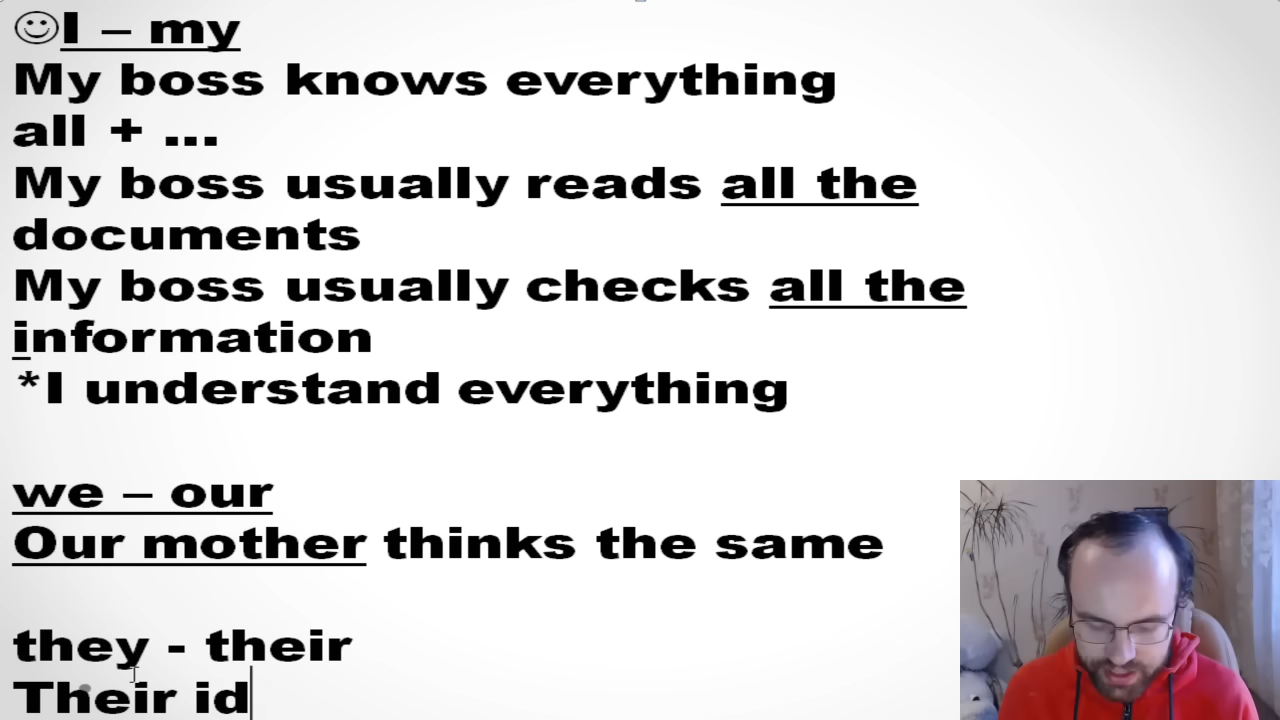 ☺I – my
My boss knows everything
all + ...
My boss usually reads all the
documents
My boss usually checks all the
information
*I understand everything
we – our
Our mother thinks the same
they - their
Their id